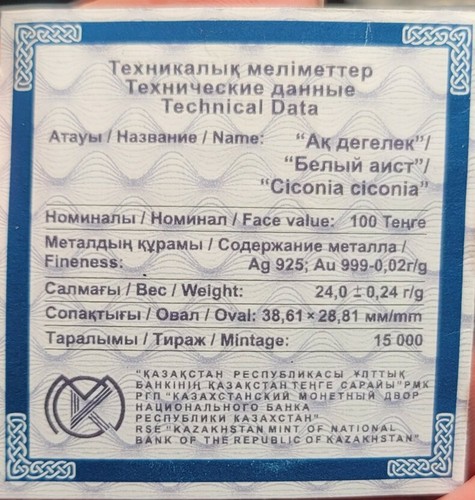 Техникалық меліметтер
Технические данные
Technical Data
Атауы / Название / Name: “Ақ дегелек”/
“Белый аист”/
“Ciconia ciconia”
Номиналы / Номинал / Face value: 100 Теңге
Металдың құрамы / Содержание металла /
Fineness: Ag 925; Au 999-0,02г/g
Салмағы / Вес / Weight: 24,0 ± 0,24 г/g
Сопақтығы / Овал / Oval: 38,61 × 28,81 мм/mm
Таралымы / Тираж / Mintage: 15 000
"ҚАЗАҚСТАН РЕСПУБЛИКАСЫ ҰЛТТЫҚ
БАНКІНІҢ ҚАЗАҚСТАН ТЕҢГЕ САРАЙЫ" РМК
РГП "КАЗАХСТАНСКИЙ МОНЕТНЫЙ ДВОР
НАЦИОНАЛЬНОГО БАНКА
РЕСПУБЛИКИ КАЗАХСТАН"
RSE "KAZAKHSTAN MINT OF NATIONAL
BANK OF THE REPUBLIC OF KAZAKHSTAN"